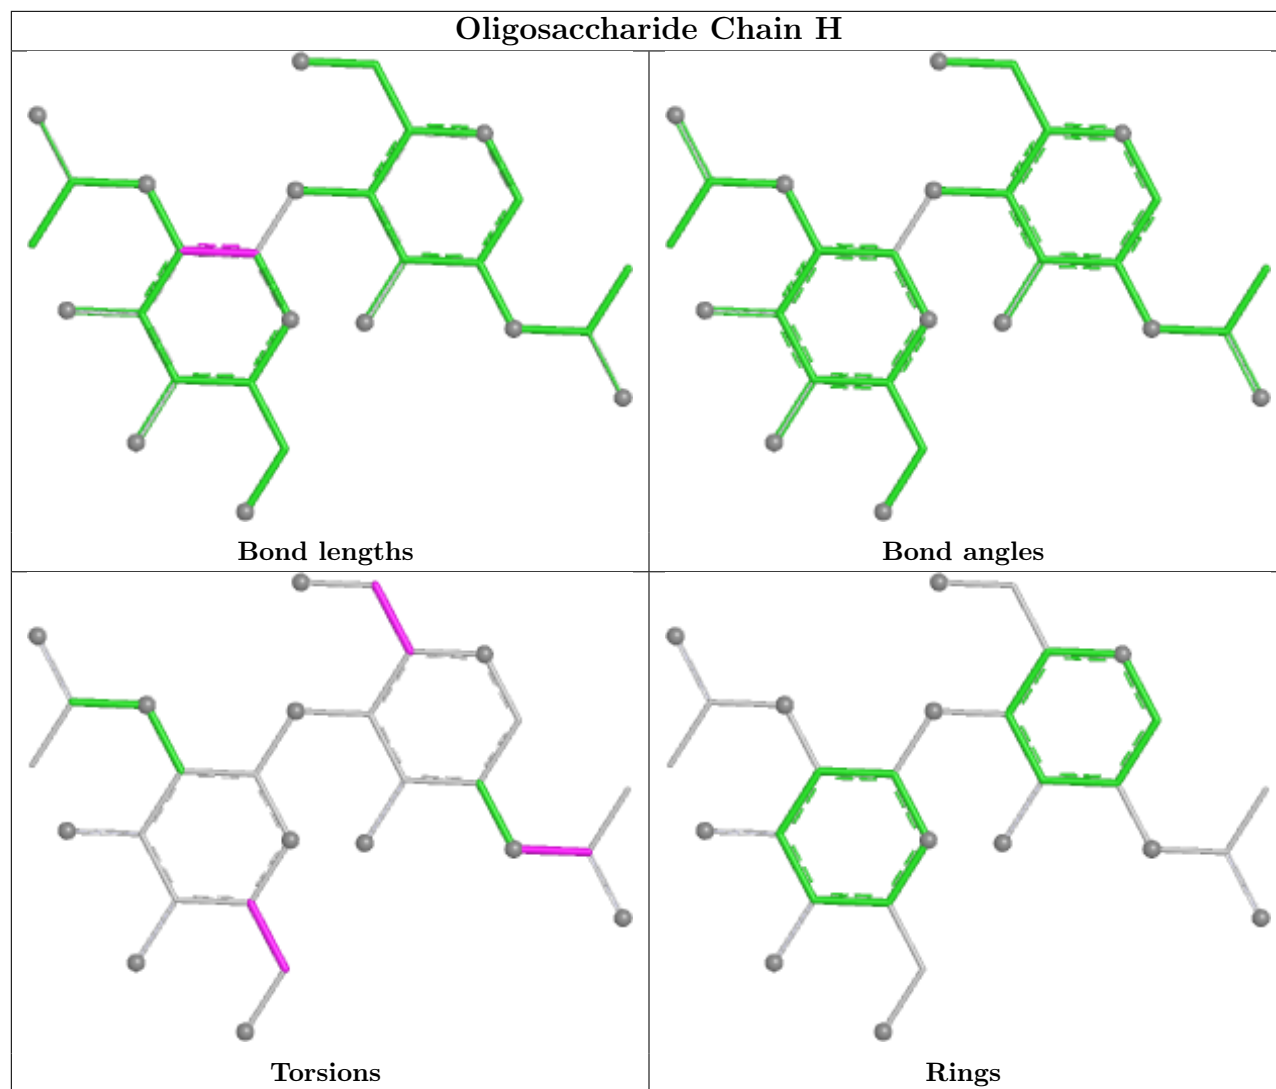 Oligosaccharide Chain H
Bond lengths
Bond angles
Torsions
Rings